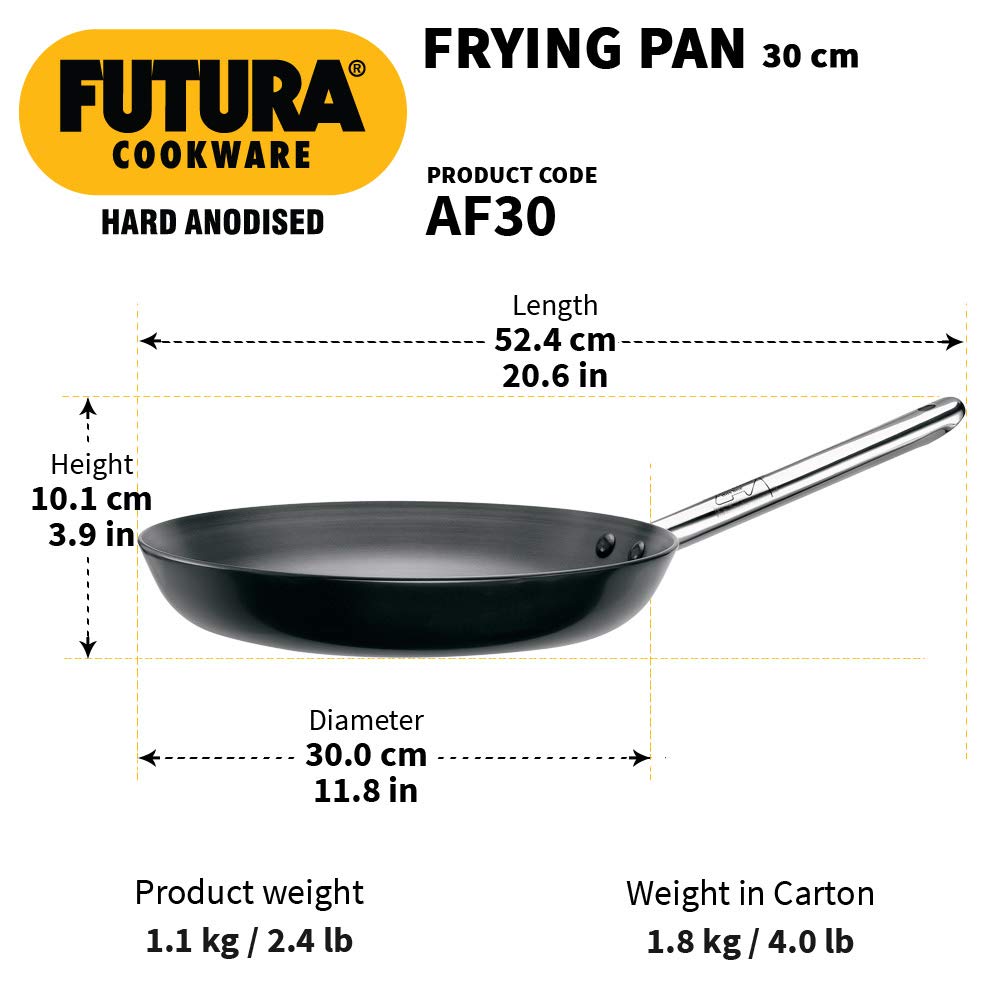 FUTURA®
COOKWARE
HARD ANODISED
FRYING PAN 30 cm
PRODUCT CODE
AF30
Length
52.4 cm
20.6 in
Height
10.1 cm
3.9 in
Diameter
30.0 cm
11.8 in
Product weight
1.1 kg / 2.4 lb
Weight in Carton
1.8 kg / 4.0 lb